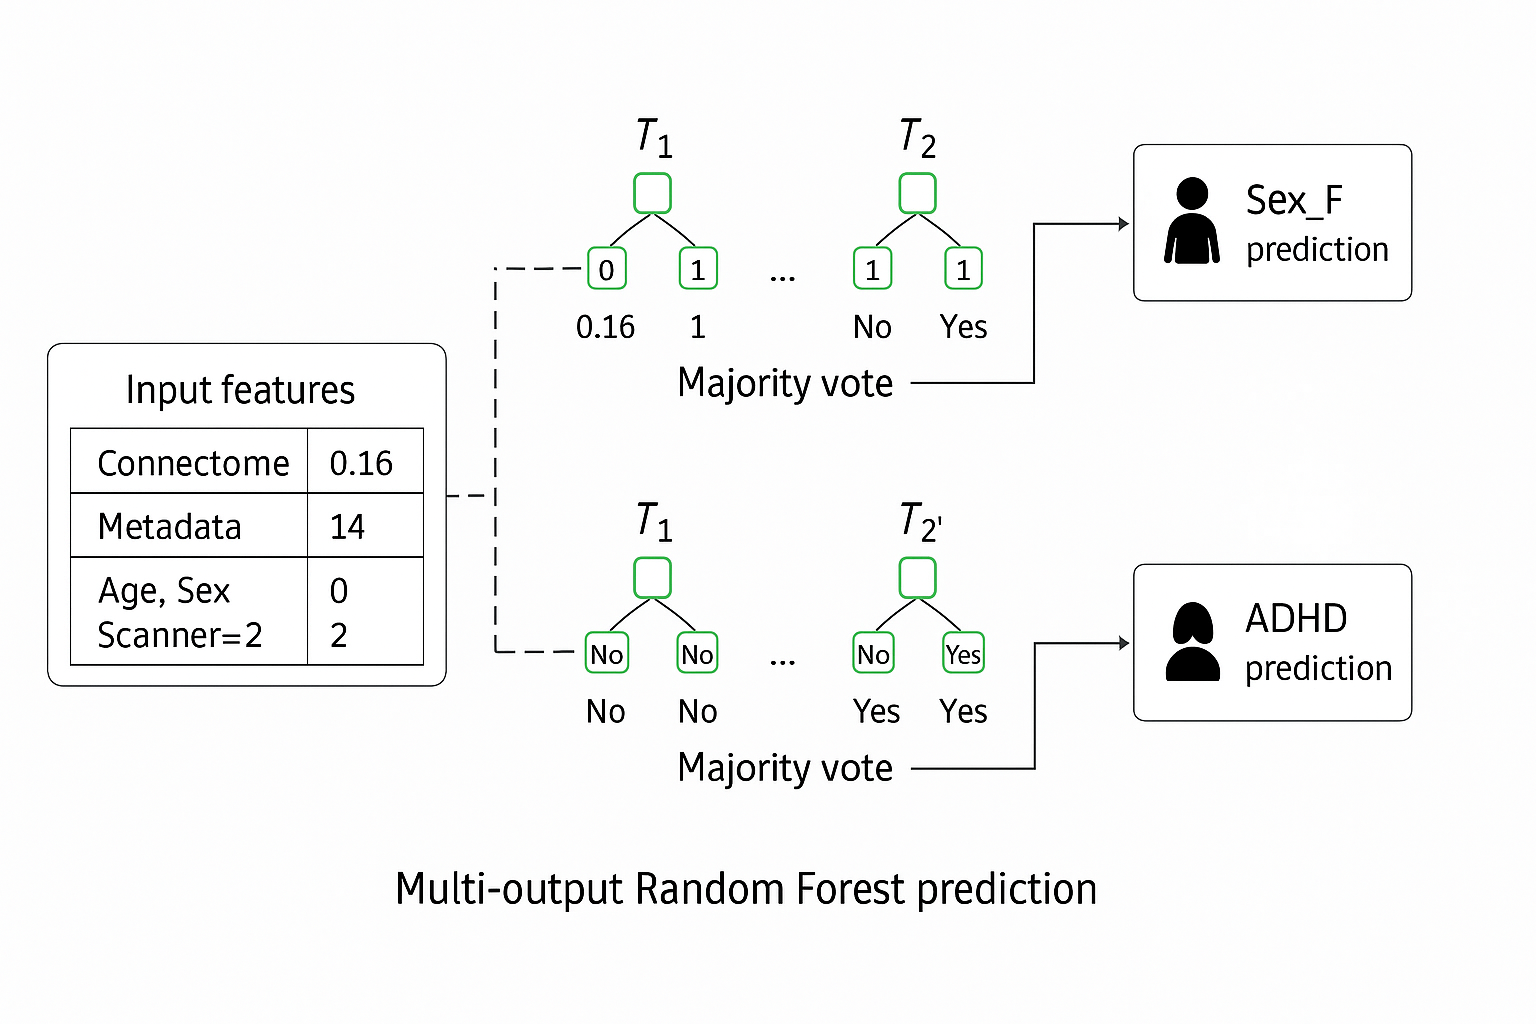 T1 T2
0 1 ... 1 1
0.16 1 No Yes
Majority vote
Sex_F
prediction
Input features
Connectome 0.16
Metadada 14
Age, Sex 0
Scanner=2 2
T1 T2'
No No ... No Yes
No No Yes Yes
Majority vote
ADHD
prediction
Multi-output Random Forest prediction